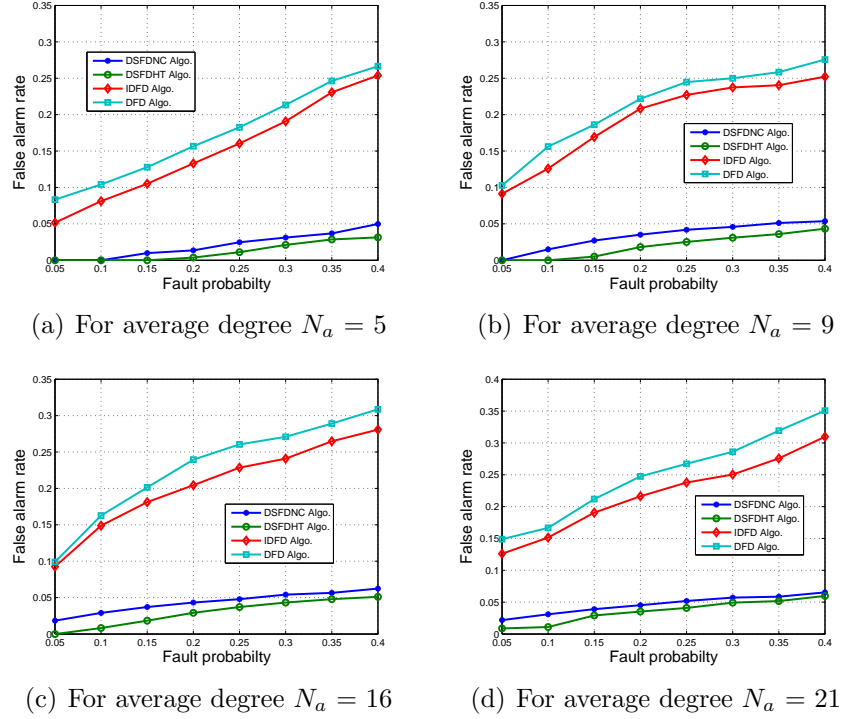 0.35
0.3
0.25
0.2
0.15
0.1
0.05
0
False alarm rate
DSFDNC Algo.
DSFDHT Algo.
IDFD Algo.
DFD Algo.
0.05 0.1 0.15 0.2 0.25 0.3 0.35 0.4
Fault probabilty
(a) For average degree Nₐ = 5
0.35
0.3
0.25
0.2
0.15
0.1
0.05
0
False alarm rate
DSFDNC Algo.
DSFDHT Algo.
IDFD Algo.
DFD Algo.
0.05 0.1 0.15 0.2 0.25 0.3 0.35 0.4
Fault probabilty
(b) For average degree Nₐ = 9
0.35
0.3
0.25
0.2
0.15
0.1
0.05
0
False alarm rate
DSFDNC Algo.
DSFDHT Algo.
IDFD Algo.
DFD Algo.
0.05 0.1 0.15 0.2 0.25 0.3 0.35 0.4
Fault probabilty
(c) For average degree Nₐ = 16
0.4
0.35
0.3
0.25
0.2
0.15
0.1
0.05
0
False alarm rate
DSFDNC Algo.
DSFDHT Algo.
IDFD Algo.
DFD Algo.
0.05 0.1 0.15 0.2 0.25 0.3 0.35 0.4
Fault probabilty
(d) For average degree Nₐ = 21